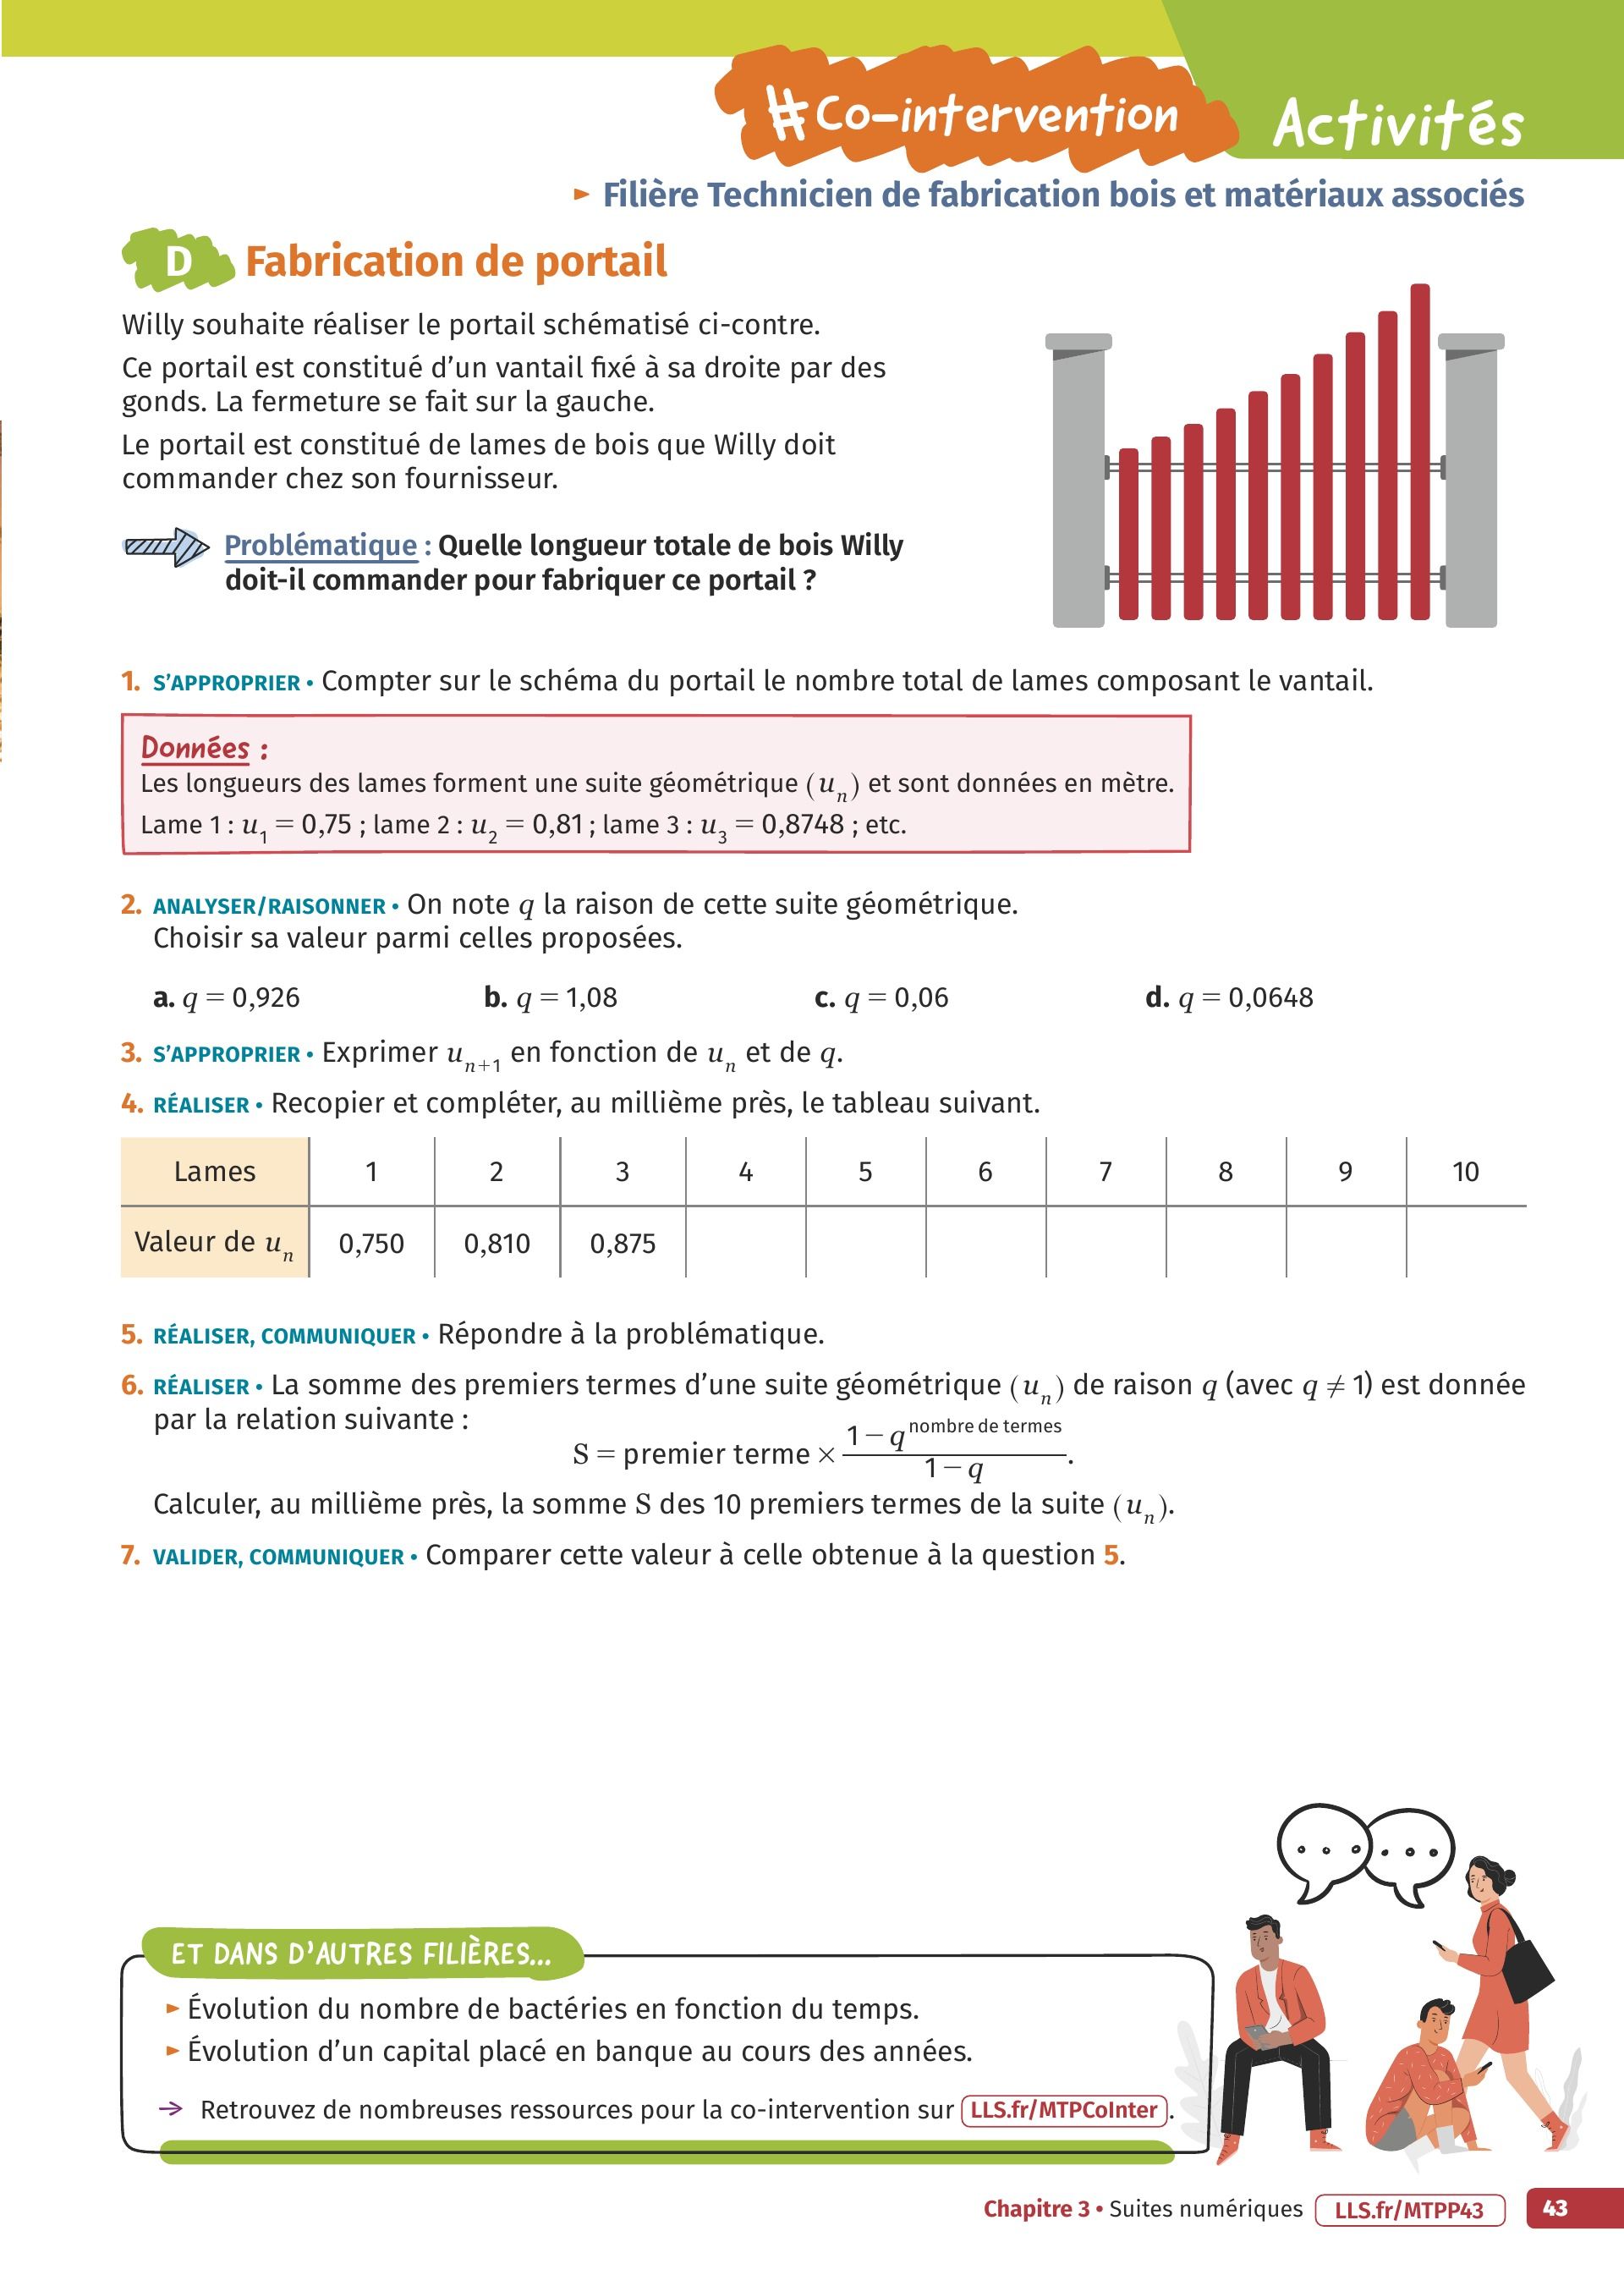 #Co-intervention Activités
► Filière Technicien de fabrication bois et matériaux associés
D Fabrication de portail
Willy souhaite réaliser le portail schématisé ci-contre.
Ce portail est constitué d'un vantail fixé à sa droite par des
gonds. La fermeture se fait sur la gauche.
Le portail est constitué de lames de bois que Willy doit
commander chez son fournisseur.
Problématique : Quelle longueur totale de bois Willy
doit-il commander pour fabriquer ce portail ?
1. S'APPROPRIER • Compter sur le schéma du portail le nombre total de lames composant le vantail.
Données :
Les longueurs des lames forment une suite géométrique (u_n) et sont données en mètre.
Lame 1 : u_1 = 0,75 ; lame 2 : u_2 = 0,81 ; lame 3 : u_3 = 0,8748 ; etc.
2. ANALYSER/RAISONNER • On note q la raison de cette suite géométrique.
Choisir sa valeur parmi celles proposées.
a. q = 0,926 b. q = 1,08 c. q = 0,06 d. q = 0,0648
3. S'APPROPRIER • Exprimer u_{n+1} en fonction de u_n et de q.
4. RÉALISER • Recopier et compléter, au millième près, le tableau suivant.
Lames 1 2 3 4 5 6 7 8 9 10
Valeur de u_n 0,750 0,810 0,875
5. RÉALISER, COMMUNIQUER • Répondre à la problématique.
6. RÉALISER • La somme des premiers termes d'une suite géométrique (u_n) de raison q (avec q ≠ 1) est donnée
par la relation suivante :
S = premier terme × (1 − q^{nombre de termes})/(1 − q).
Calculer, au millième près, la somme S des 10 premiers termes de la suite (u_n).
7. VALIDER, COMMUNIQUER • Comparer cette valeur à celle obtenue à la question 5.
ET DANS D'AUTRES FILIÈRES...
► Évolution du nombre de bactéries en fonction du temps.
► Évolution d'un capital placé en banque au cours des années.
→ Retrouvez de nombreuses ressources pour la co-intervention sur LLS.fr/MTPCoInter.
Chapitre 3 • Suites numériques LLS.fr/MTPP43 43